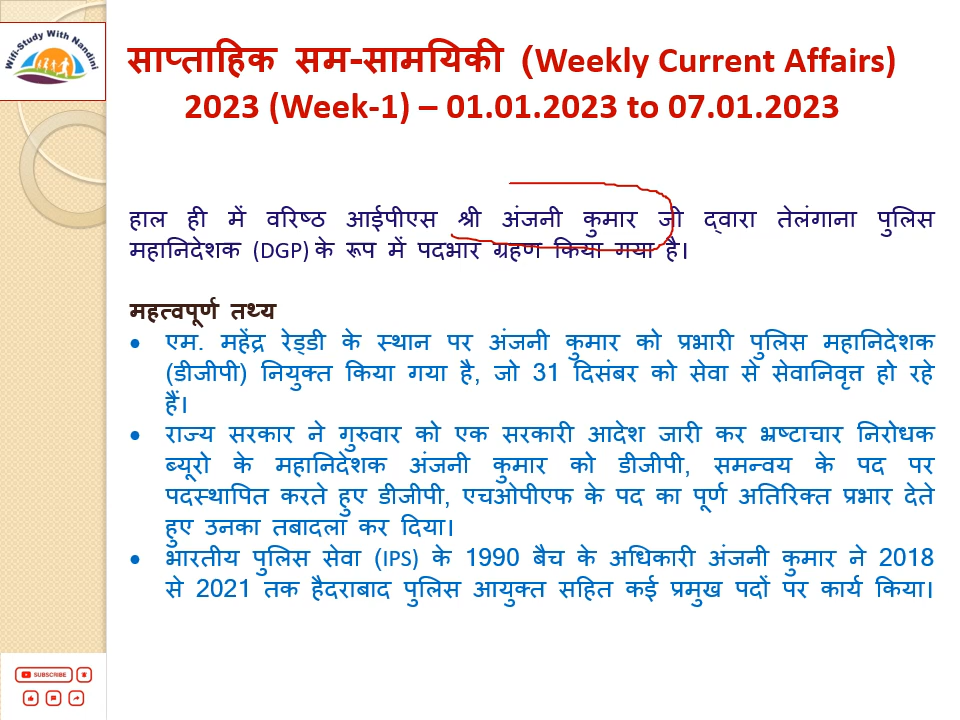 Wifi-Study With Nandini
साप्ताहिक सम-सामयिकी (Weekly Current Affairs)
2023 (Week-1) – 01.01.2023 to 07.01.2023
हाल ही में वरिष्ठ आईपीएस श्री अंजनी कुमार जी द्वारा तेलंगाना पुलिस
महानिदेशक (DGP) के रूप में पदभार ग्रहण किया गया है।
महत्वपूर्ण तथ्य
• एम. महेंद्र रेड्डी के स्थान पर अंजनी कुमार को प्रभारी पुलिस महानिदेशक
(डीजीपी) नियुक्त किया गया है, जो 31 दिसंबर को सेवा से सेवानिवृत्त हो रहे
हैं।
• राज्य सरकार ने गुरुवार को एक सरकारी आदेश जारी कर भ्रष्टाचार निरोधक
ब्यूरो के महानिदेशक अंजनी कुमार को डीजीपी, समन्वय के पद पर
पदस्थापित करते हुए डीजीपी, एचओपीएफ के पद का पूर्ण अतिरिक्त प्रभार देते
हुए उनका तबादला कर दिया।
• भारतीय पुलिस सेवा (IPS) के 1990 बैच के अधिकारी अंजनी कुमार ने 2018
से 2021 तक हैदराबाद पुलिस आयुक्त सहित कई प्रमुख पदों पर कार्य किया।
SUBSCRIBE